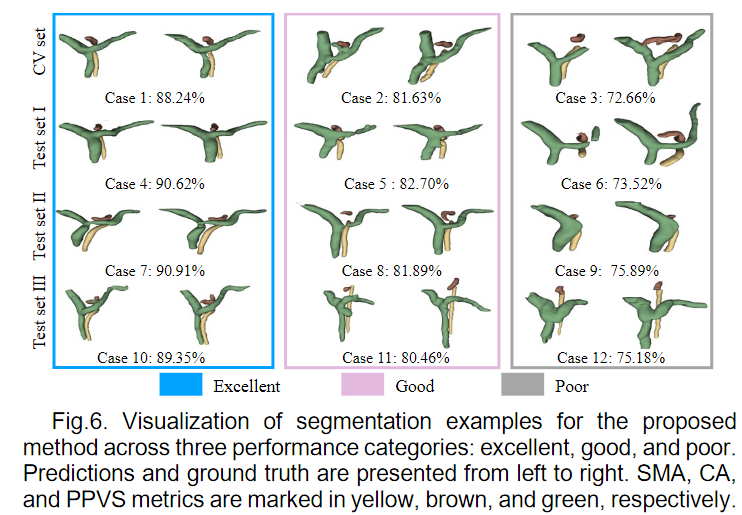 CV set
Case 1: 88.24%
Case 2: 81.63%
Case 3: 72.66%
Test set I
Case 4: 90.62%
Case 5 : 82.70%
Case 6: 73.52%
Test set II
Case 7: 90.91%
Case 8: 81.89%
Case 9: 75.89%
Test set III
Case 10: 89.35%
Case 11: 80.46%
Case 12: 75.18%
Excellent
Good
Poor
Fig.6. Visualization of segmentation examples for the proposed
method across three performance categories: excellent, good, and poor.
Predictions and ground truth are presented from left to right. SMA, CA,
and PPVS metrics are marked in yellow, brown, and green, respectively.